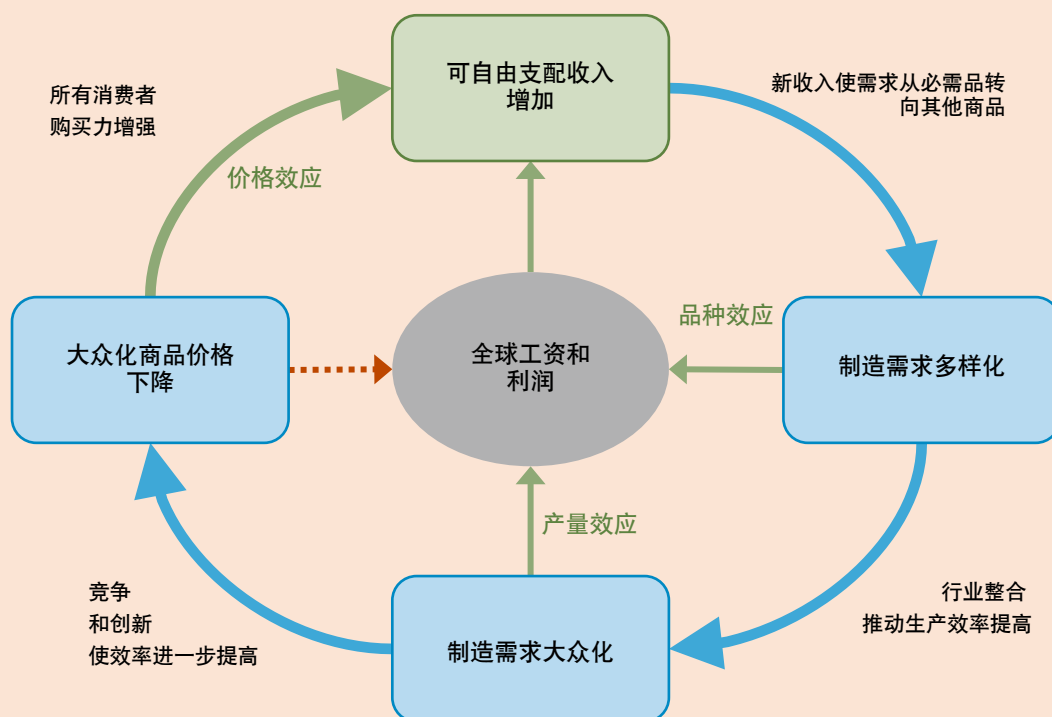 可自由支配收入
增加
所有消费者
购买力增强
新收入使需求从必需品转
向其他商品
价格效应
品种效应
大众化商品价格
下降
全球工资和
利润
制造需求多样化
产量效应
竞争
和创新
使效率进一步提高
制造需求大众化
行业整合
推动生产效率提高